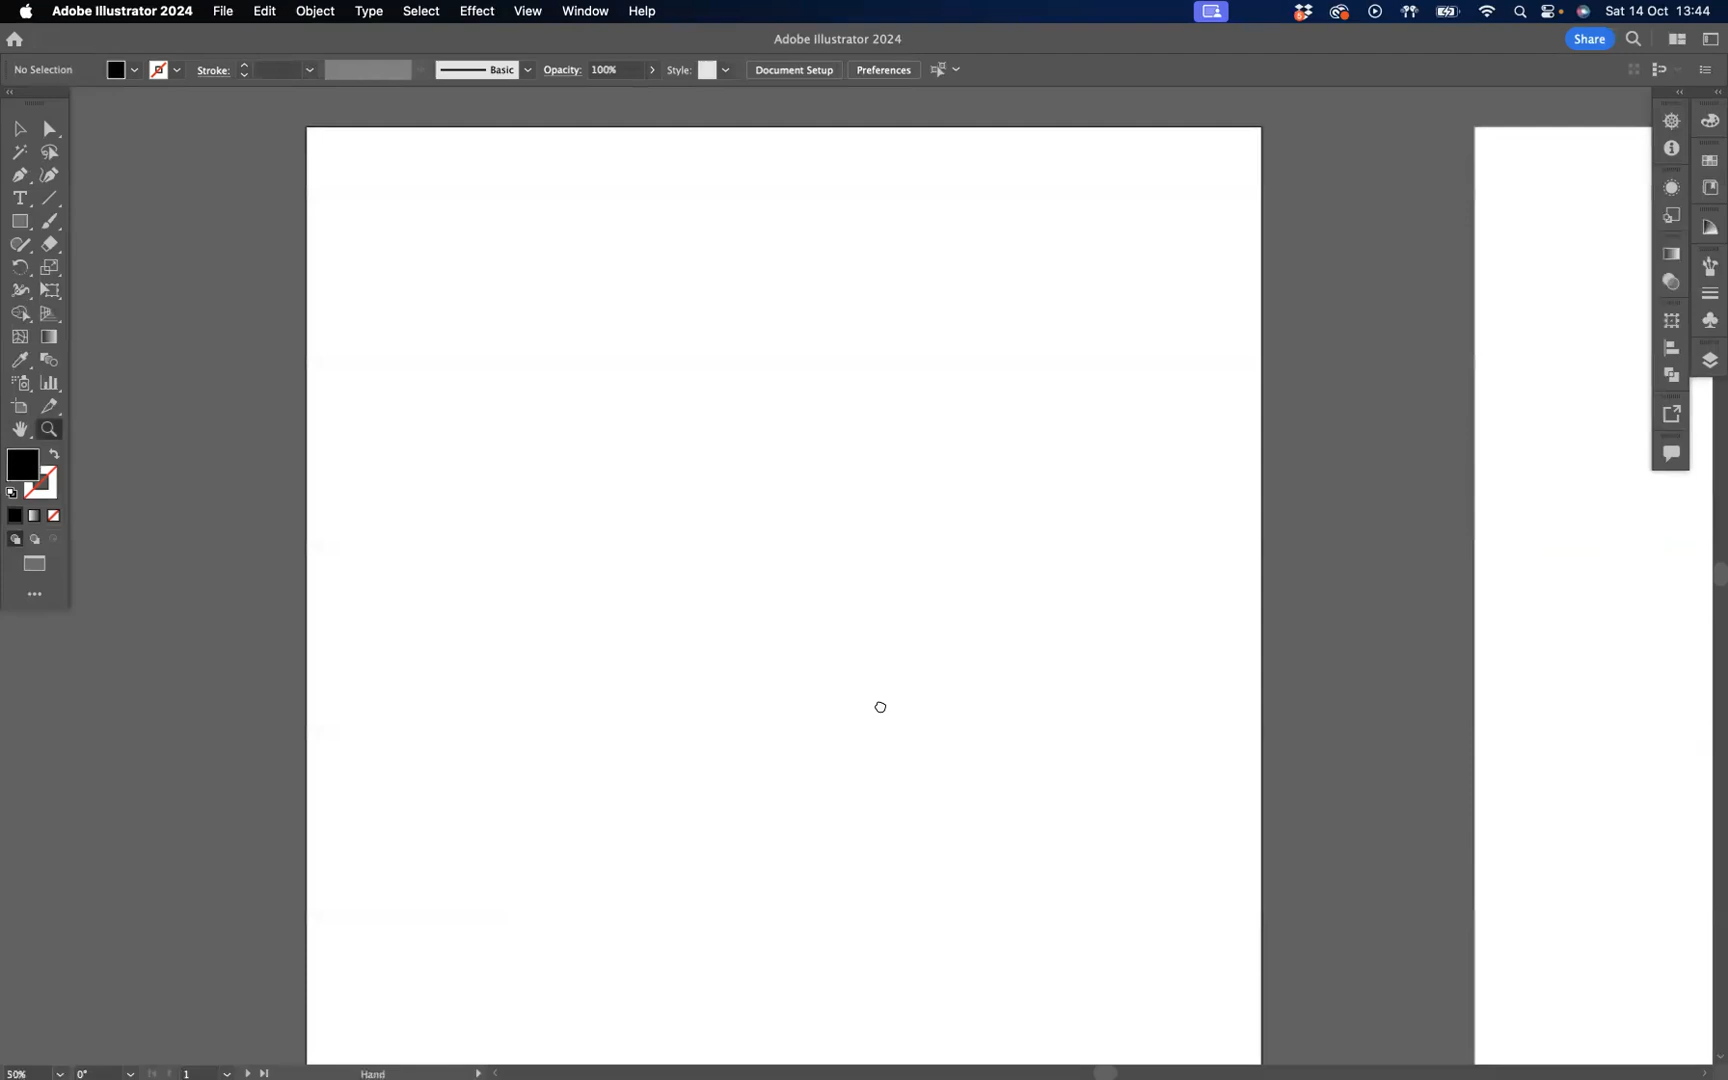 Adobe Illustrator 2024 File Edit Object Type Select Effect View Window Help Sat 14 Oct 13:44
Adobe Illustrator 2024 Share
No Selection Stroke: Basic Opacity: 100% Style: Document Setup Preferences
50% 0° 1 Hand